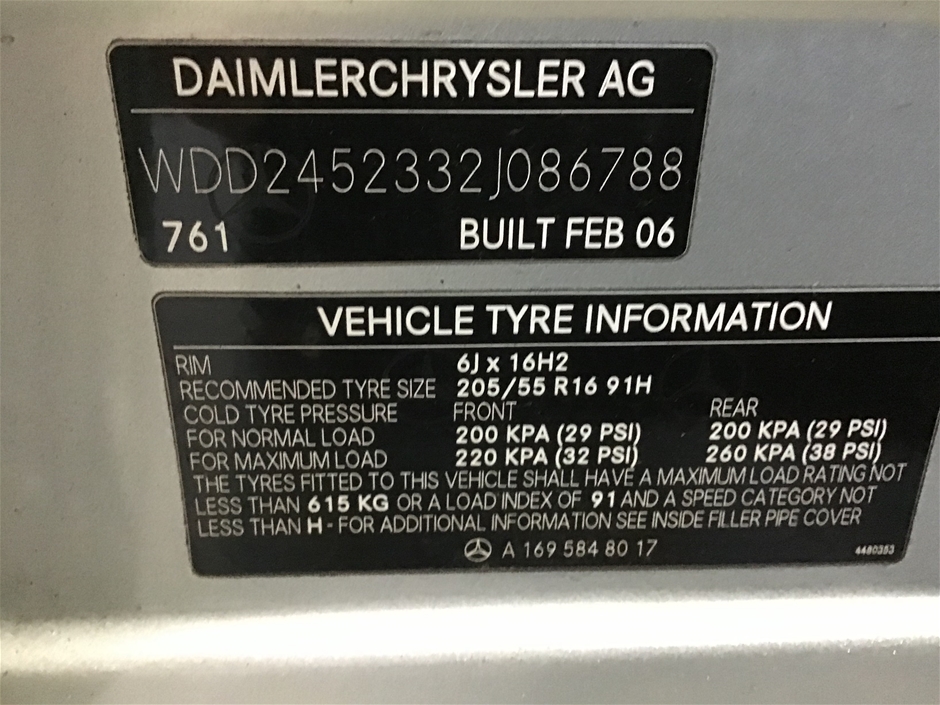 DAIMLERCHRYSLER AG
WDD2452332J086788
761 BUILT FEB 06
VEHICLE TYRE INFORMATION
RIM 6J x 16H2
RECOMMENDED TYRE SIZE 205/55 R16 91H
COLD TYRE PRESSURE FRONT REAR
FOR NORMAL LOAD 200 KPA (29 PSI) 200 KPA (29 PSI)
FOR MAXIMUM LOAD 220 KPA (32 PSI) 260 KPA (38 PSI)
THE TYRES FITTED TO THIS VEHICLE SHALL HAVE A MAXIMUM LOAD RATING NOT
LESS THAN 615 KG OR A LOAD INDEX OF 91 AND A SPEED CATEGORY NOT
LESS THAN H - FOR ADDITIONAL INFORMATION SEE INSIDE FILLER PIPE COVER
A 169 584 80 17 4480353